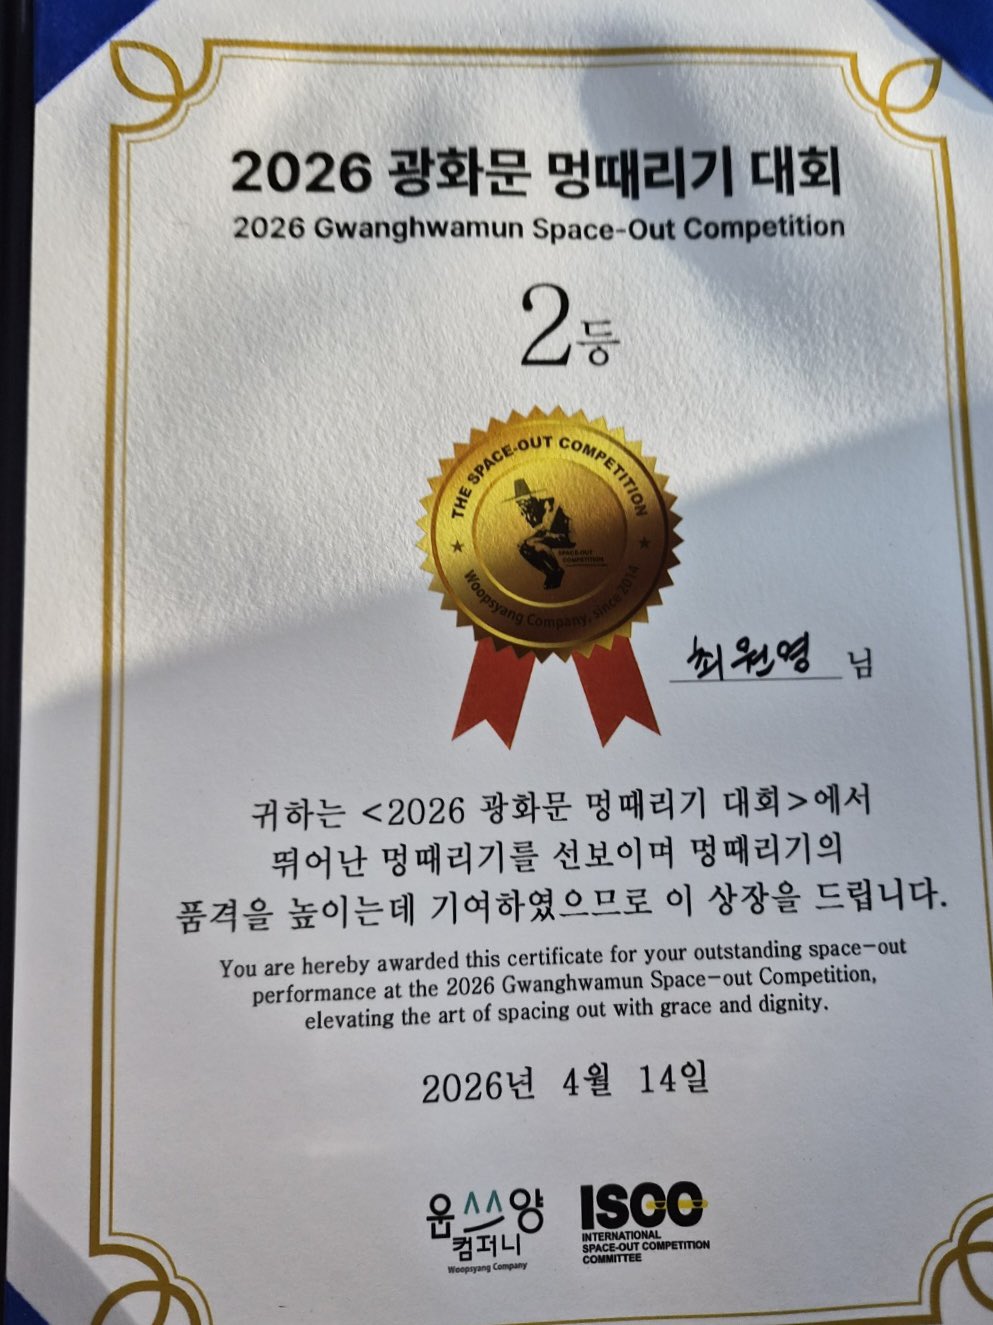 2026 광화문 멍때리기 대회
2026 Gwanghwamun Space-Out Competition
2등
THE SPACE-OUT COMPETITION
SPACE-OUT
COMPETITION
Woopsyang Company, since 2014
최원영 님
귀하는 <2026 광화문 멍때리기 대회>에서
뛰어난 멍때리기를 선보이며 멍때리기의
품격을 높이는데 기여하였으므로 이 상장을 드립니다.
You are hereby awarded this certificate for your outstanding space-out
performance at the 2026 Gwanghwamun Space-out Competition,
elevating the art of spacing out with grace and dignity.
2026년 4월 14일
웁쓰양
컴퍼니
Woopsyang Company
ISCC
INTERNATIONAL
SPACE-OUT COMPETITION
COMMITTEE